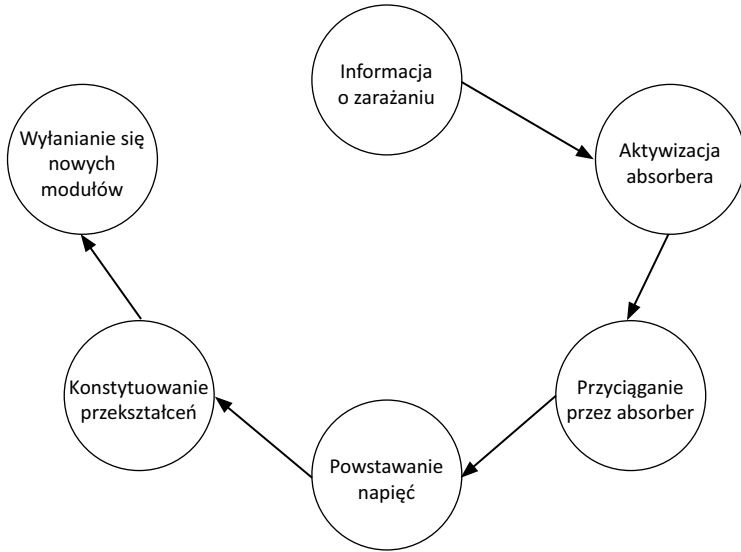 Informacja
o zarażaniu
Aktywizacja
absorbera
Przyciąganie
przez absorber
Powstawanie
napięć
Konstytuowanie
przekształceń
Wyłanianie się
nowych
modułów